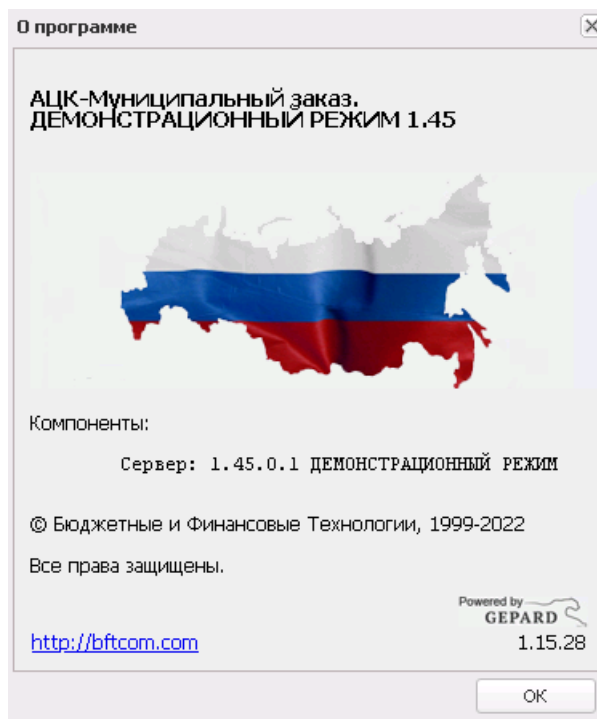 О программе
АЦК-Муниципальный заказ.
ДЕМОНСТРАЦИОННЫЙ РЕЖИМ 1.45
Компоненты:
Сервер: 1.45.0.1 ДЕМОНСТРАЦИОННЫЙ РЕЖИМ
© Бюджетные и Финансовые Технологии, 1999-2022
Все права защищены.
Powered by
GEPARD
http://bftcom.com 1.15.28
ОК